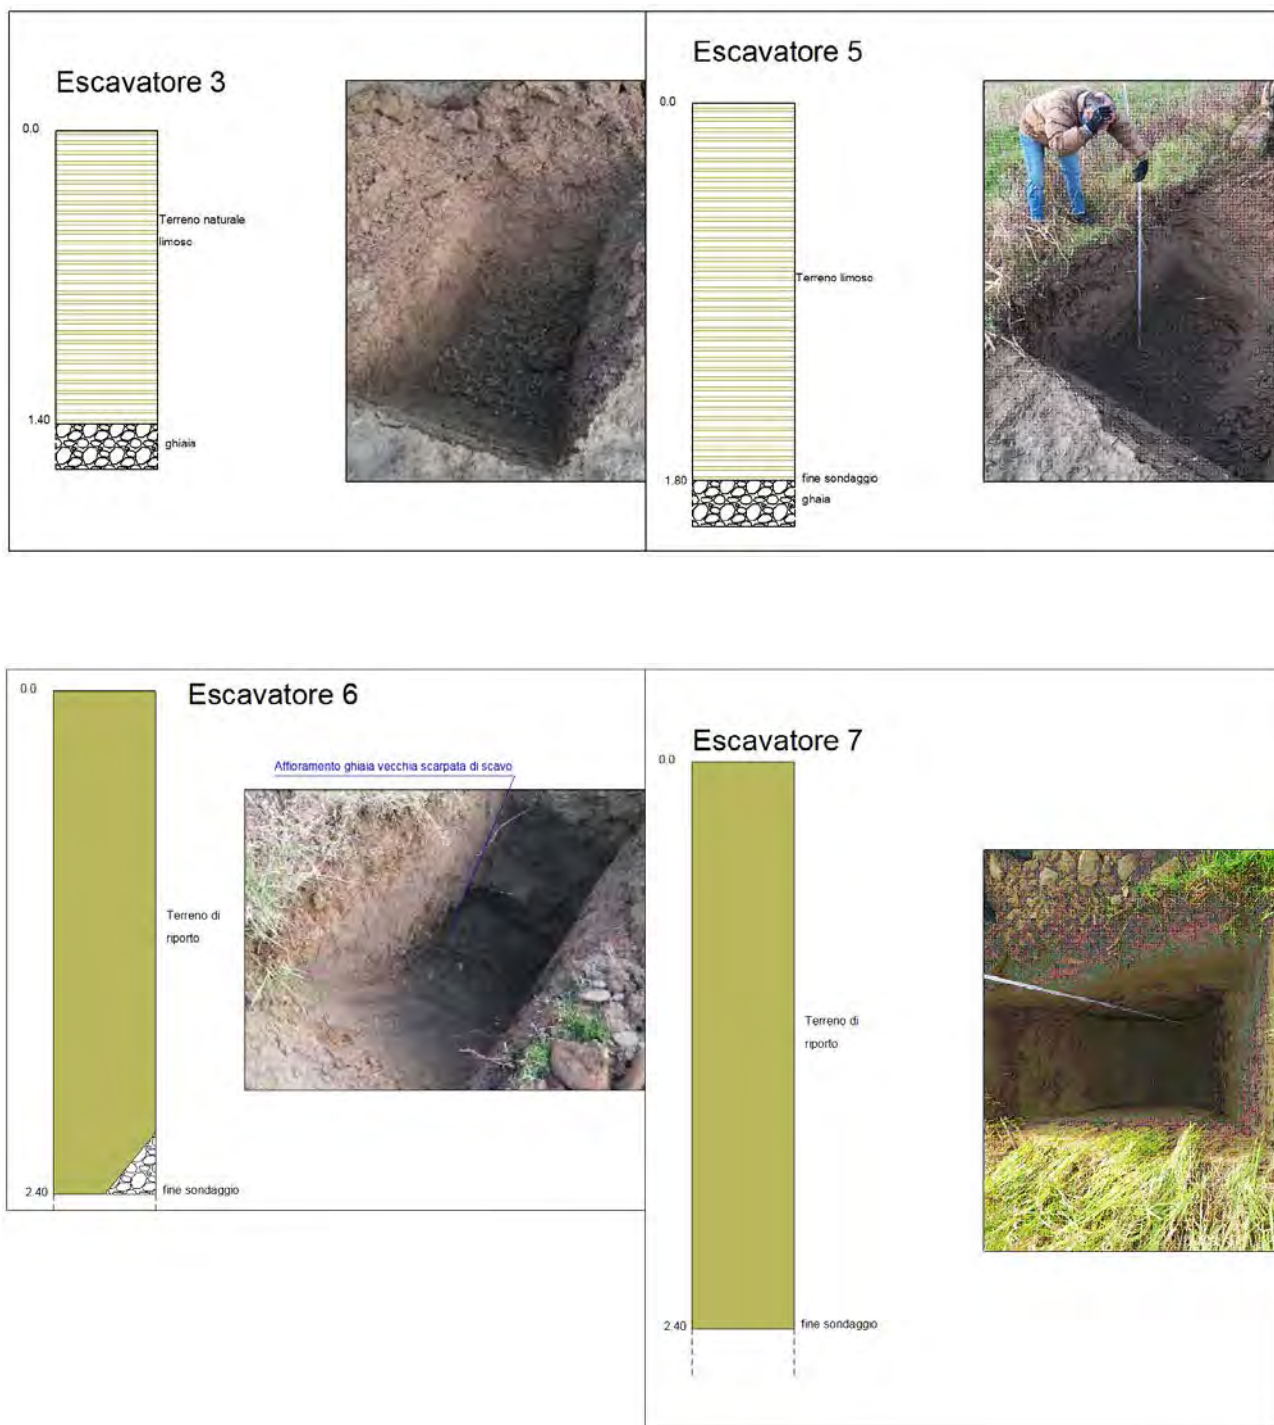 Escavatore 3
0.0
Terreno naturale
limoso
1.40
ghiaia
Escavatore 5
0.0
Terreno limoso
1.80
fine sondaggio
ghaia
Escavatore 6
0.0
Affioramento ghiaia vecchia scarpata di scavo
Terreno di
riporto
2.40
fine sondaggio
Escavatore 7
0.0
Terreno di
riporto
2.40
fine sondaggio